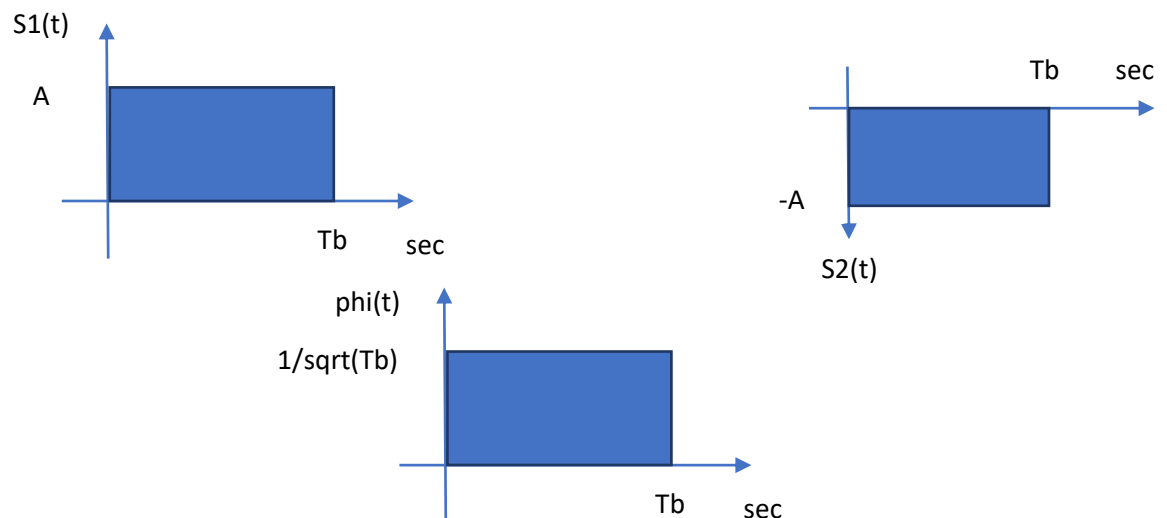 S1(t)
A
Tb
sec
Tb sec
-A
S2(t)
phi(t)
1/sqrt(Tb)
Tb
sec